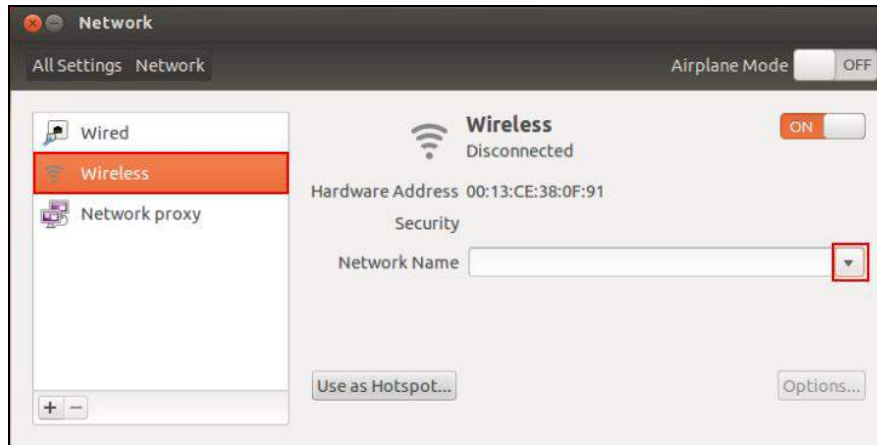 Network
All Settings Network
Airplane Mode OFF
Wired
Wireless
Network proxy
+ −
Wireless
ON
Disconnected
Hardware Address 00:13:CE:38:0F:91
Security
Network Name
Use as Hotspot...
Options...